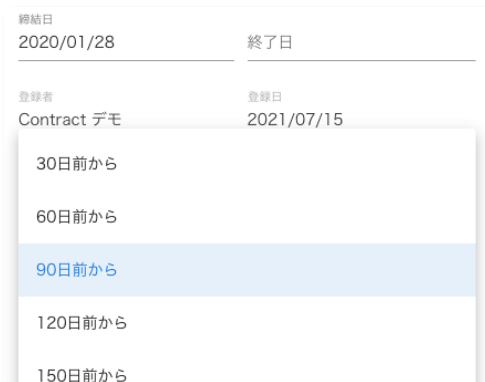 締結日
2020/01/28 終了日
登録者 登録日
Contract デモ 2021/07/15
30日前から
60日前から
90日前から
120日前から
150日前から